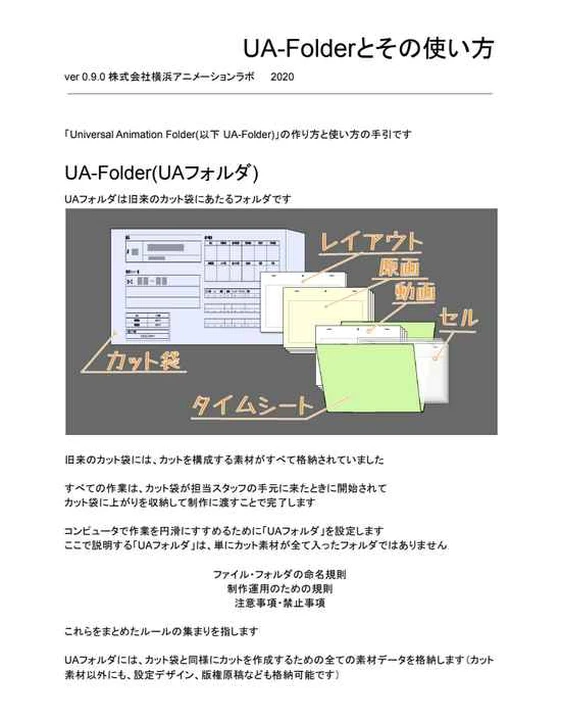 UA-Folderとその使い方
ver 0.9.0 株式会社横浜アニメーションラボ 2020
「Universal Animation Folder(以下 UA-Folder)」の作り方と使い方の手引です
UA-Folder(UAフォルダ)
UAフォルダは旧来のカット袋にあたるフォルダです
レイアウト
原画
動画
セル
カット袋
タイムシート
旧来のカット袋には、カットを構成する素材がすべて格納されていました
すべての作業は、カット袋が担当スタッフの手元に来たときに開始されて
カット袋に上がりを収納して制作に渡すことで完了します
コンピュータで作業を円滑にすすめるために「UAフォルダ」を設定します
ここで説明する「UAフォルダ」は、単にカット素材が全て入ったフォルダではありません
ファイル・フォルダの命名規則
制作運用のための規則
注意事項・禁止事項
これらをまとめたルールの集まりを指します
UAフォルダには、カット袋と同様にカットを作成するための全ての素材データを格納します（カット
素材以外にも、設定デザイン、版権原稿なども格納可能です）